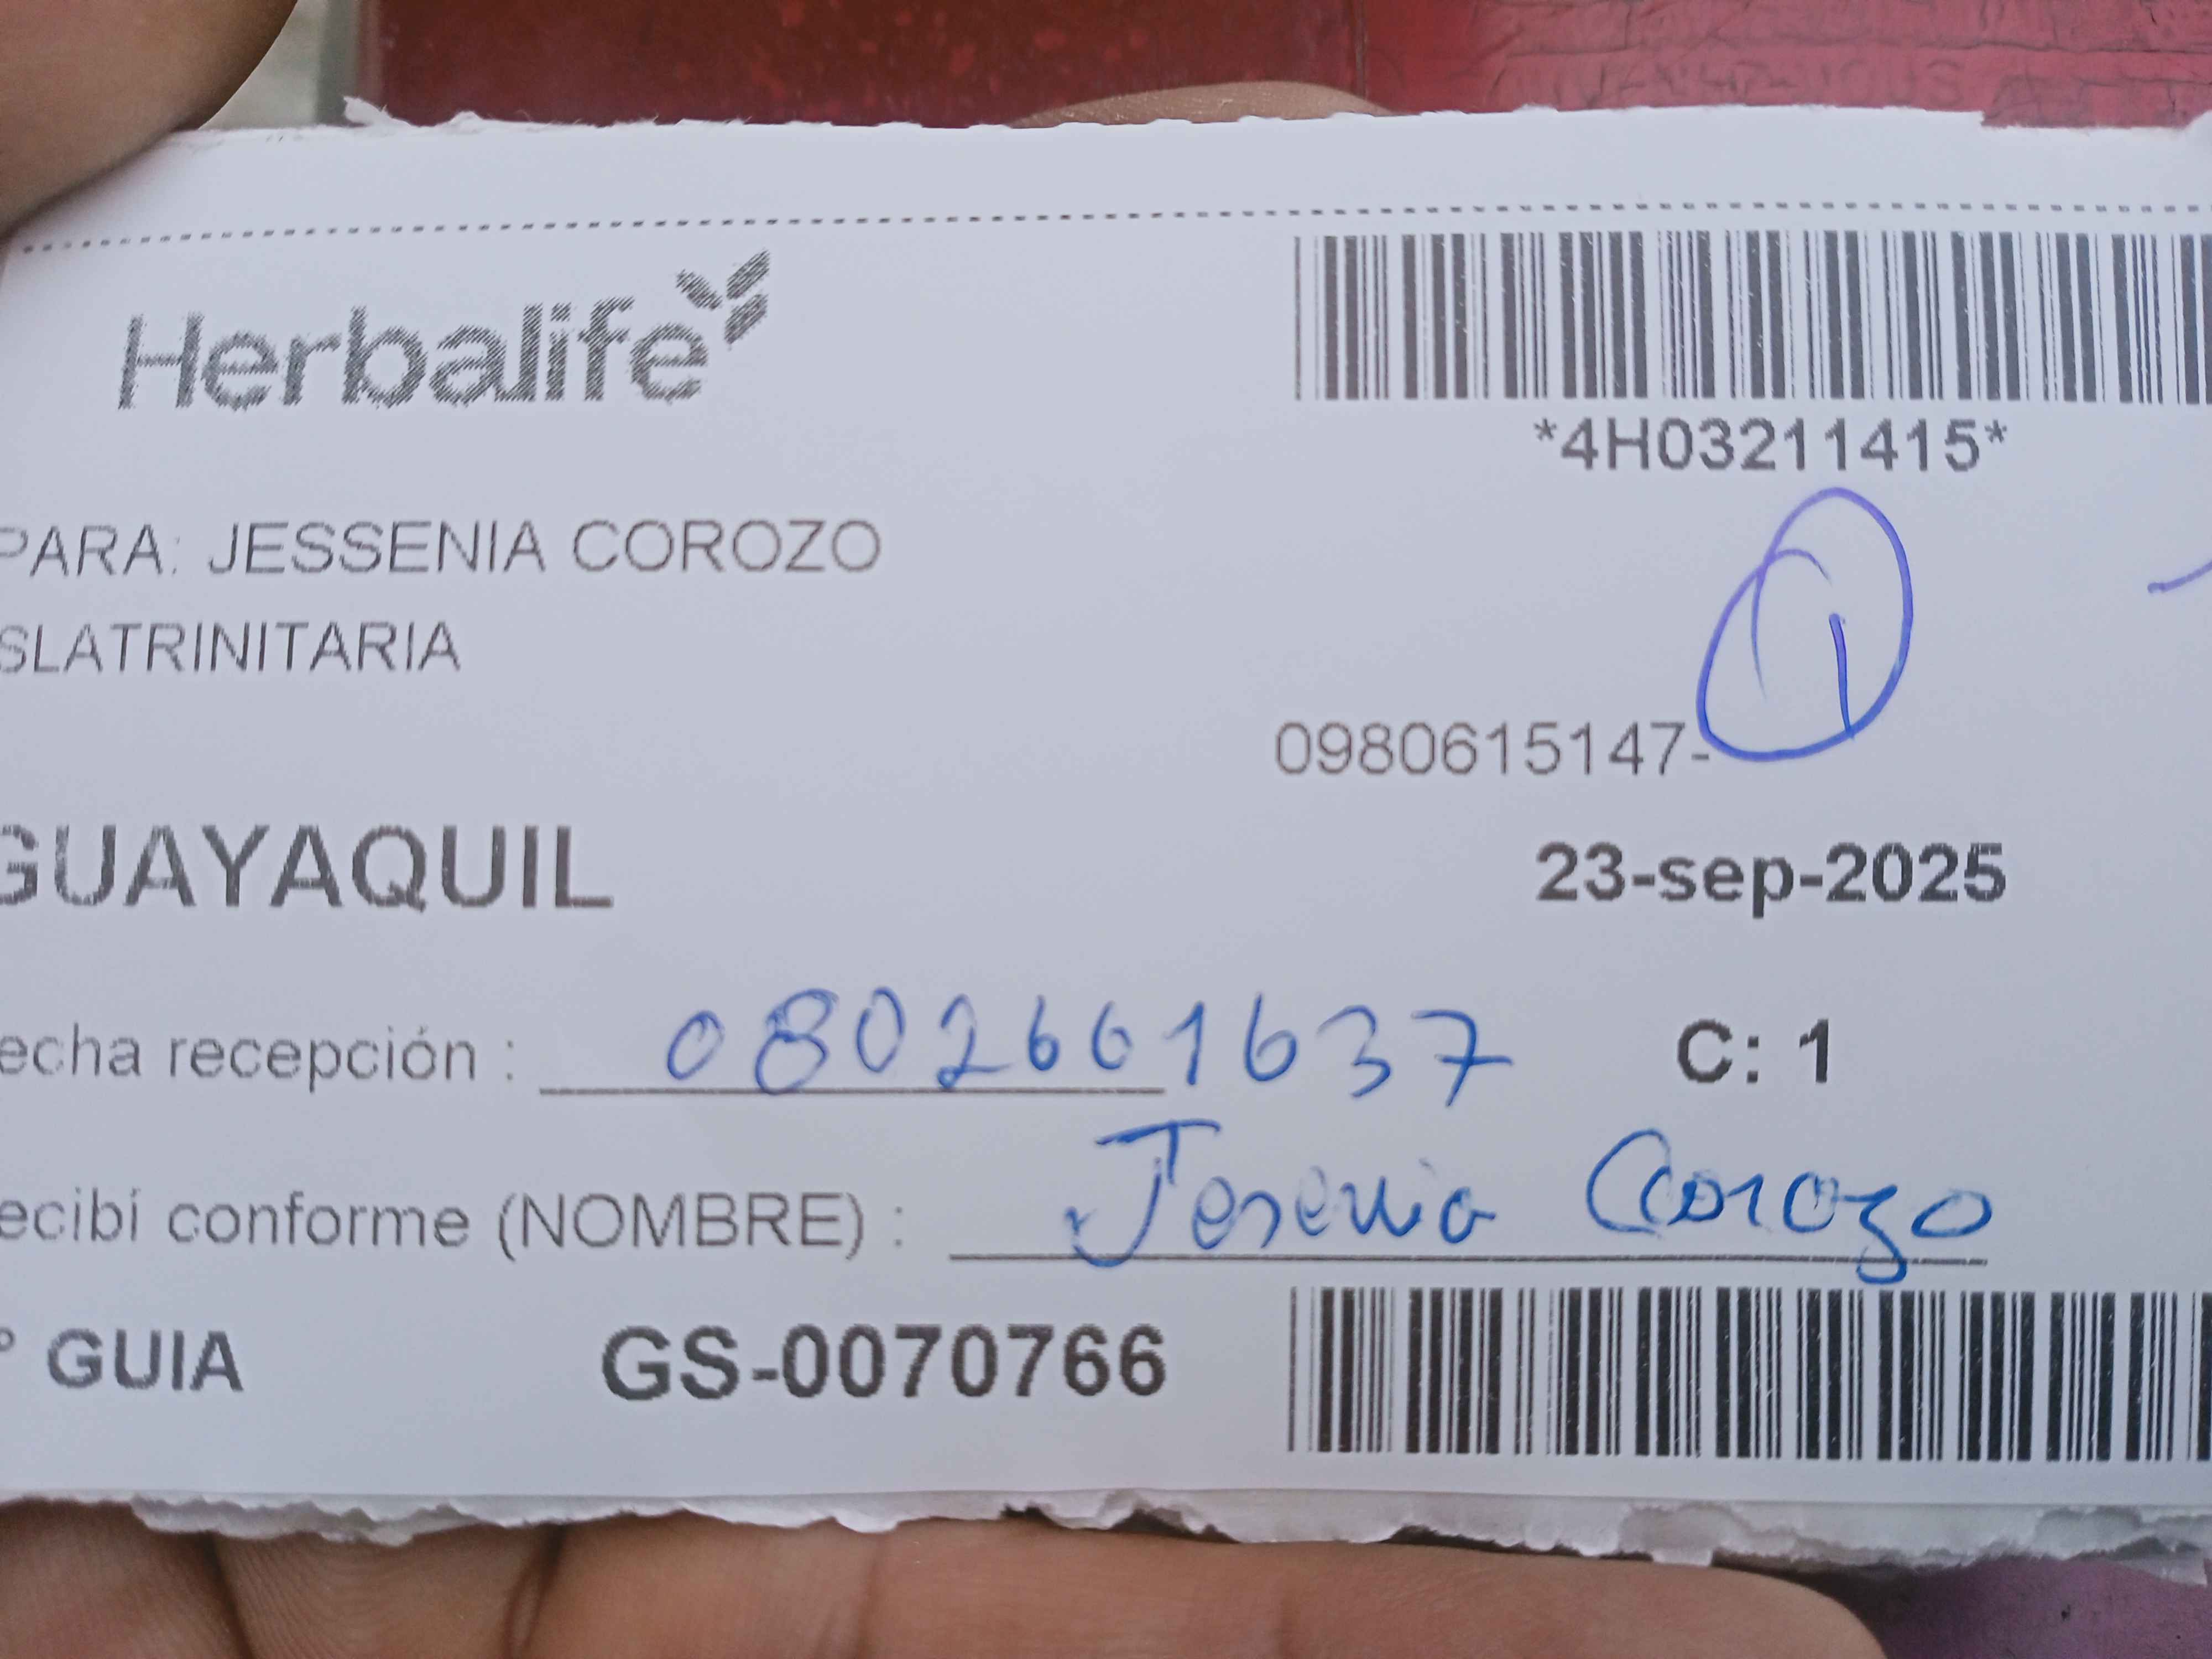 Herbalife
*4H03211415*
PARA: JESSENIA COROZO
SLATRINITARIA
0980615147-
GUAYAQUIL
23-sep-2025
echa recepción : 0802661637 C: 1
ecibí conforme (NOMBRE) : Jesenia Corozo
° GUIA GS-0070766